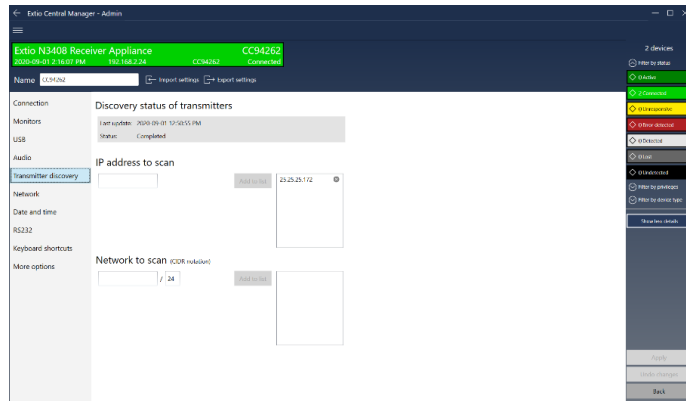 Extio Central Manager - Admin
Extio N3408 Receiver Appliance CC94262
2020-09-01 2:16:07 PM 192.168.2.24 CC94262 Connected
Name CC94262 Import settings Export settings
Connection
Monitors
USB
Audio
Transmitter discovery
Network
Date and time
RS232
Keyboard shortcuts
More options
Discovery status of transmitters
Last update: 2020-09-01 12:50:55 PM
Status: Completed
IP address to scan
Add to list 25.25.25.172
Network to scan (CIDR notation)
/ 24 Add to list
2 devices
Filter by status
0 Active
2 Connected
0 Unresponsive
0 Error detected
0 Detected
0 Lost
0 Undetected
Filter by privileges
Filter by device type
Show less details
Apply
Undo changes
Back